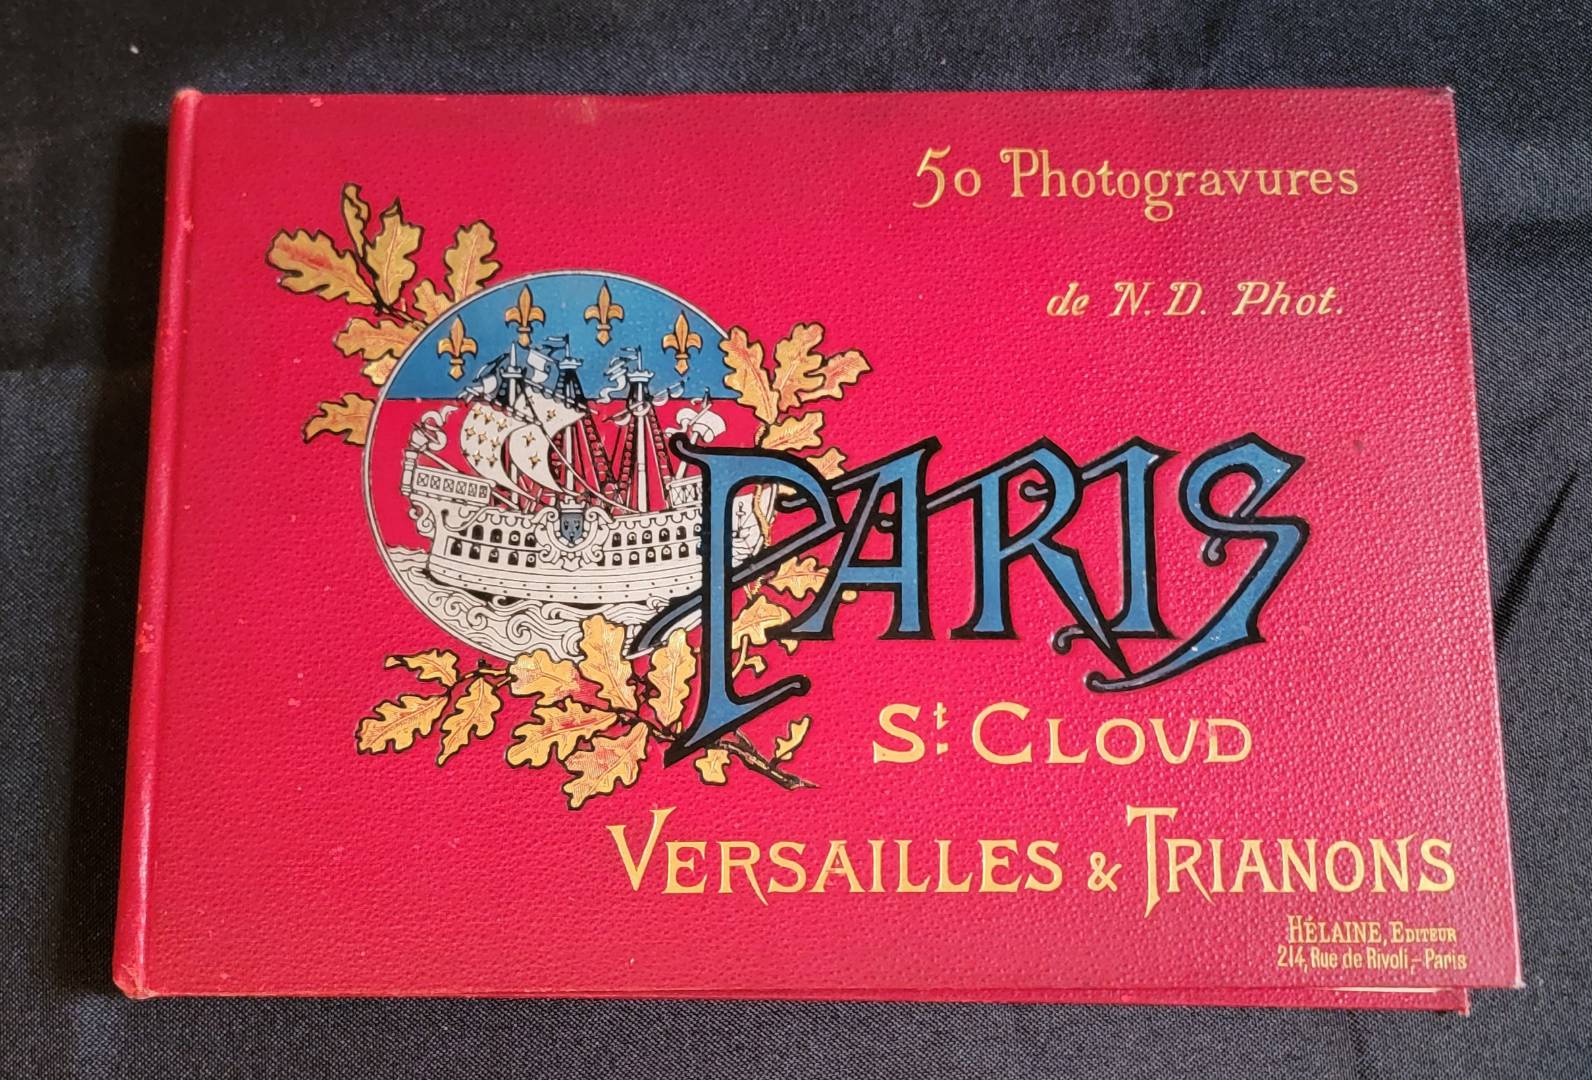 50 Photogravures
de N. D. Phot.
PARIS
St. CLOUD
VERSAILLES & TRIANONS
HÉLAINE, EDITEUR
214, Rue de Rivoli,-Paris